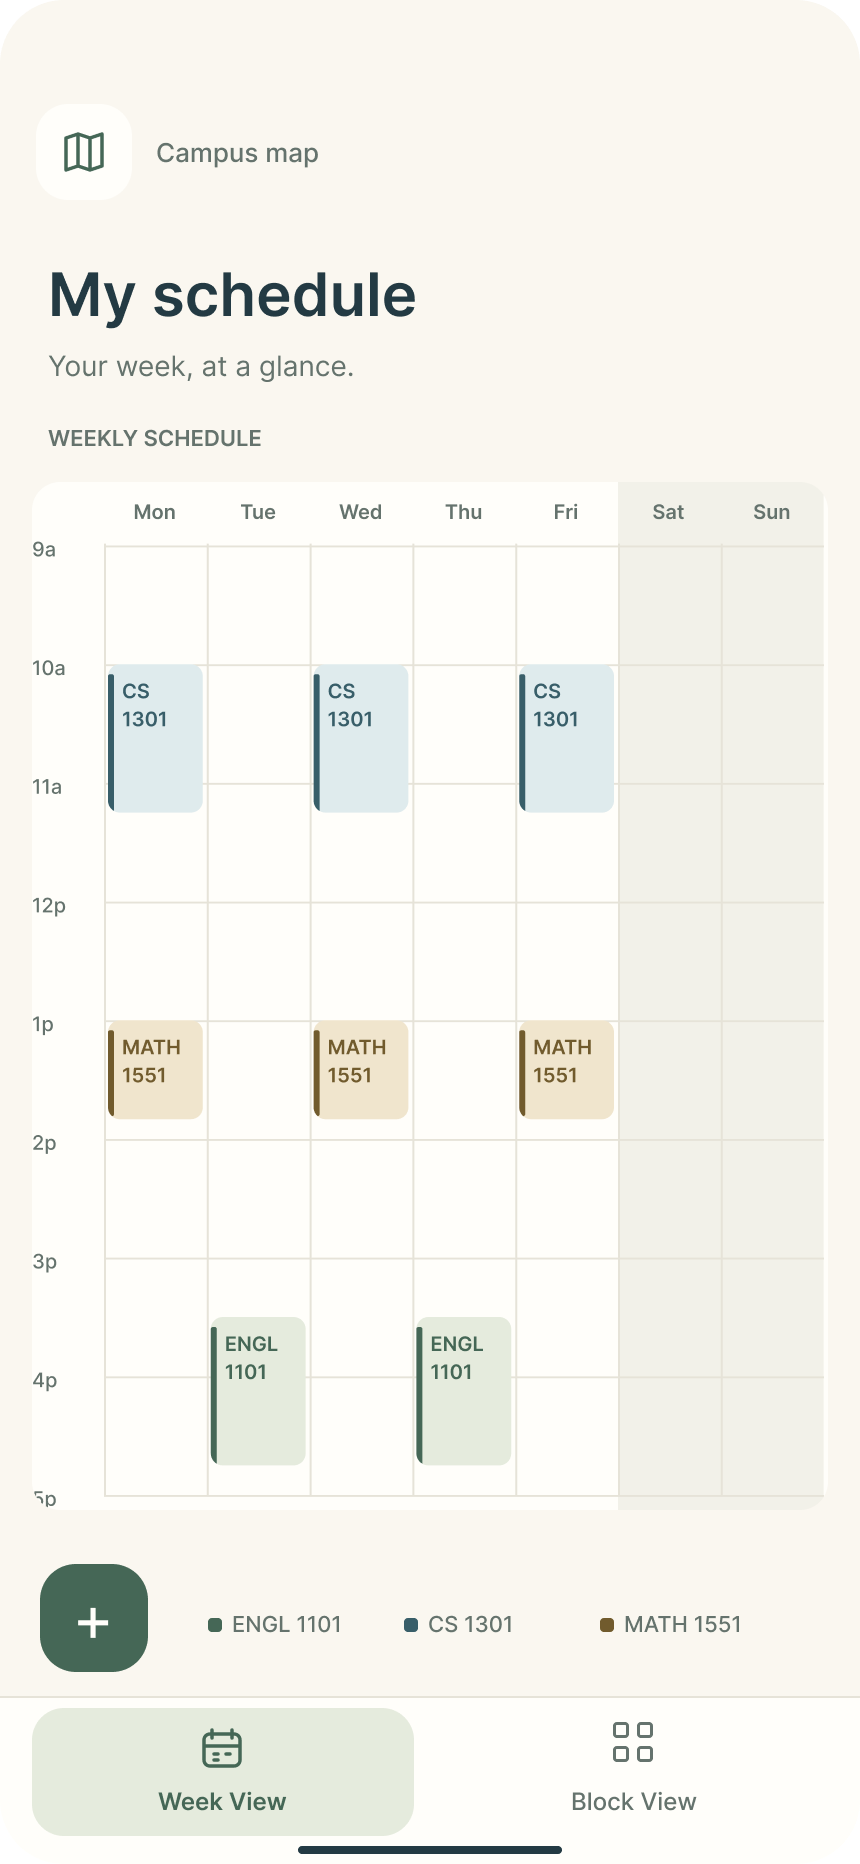 Campus map
My schedule
Your week, at a glance.
WEEKLY SCHEDULE
Mon Tue Wed Thu Fri Sat Sun
9a
10a
CS
1301
CS
1301
CS
1301
11a
12p
1p
MATH
1551
MATH
1551
MATH
1551
2p
3p
ENGL
1101
ENGL
1101
4p
5p
+
ENGL 1101 CS 1301 MATH 1551
Week View Block View